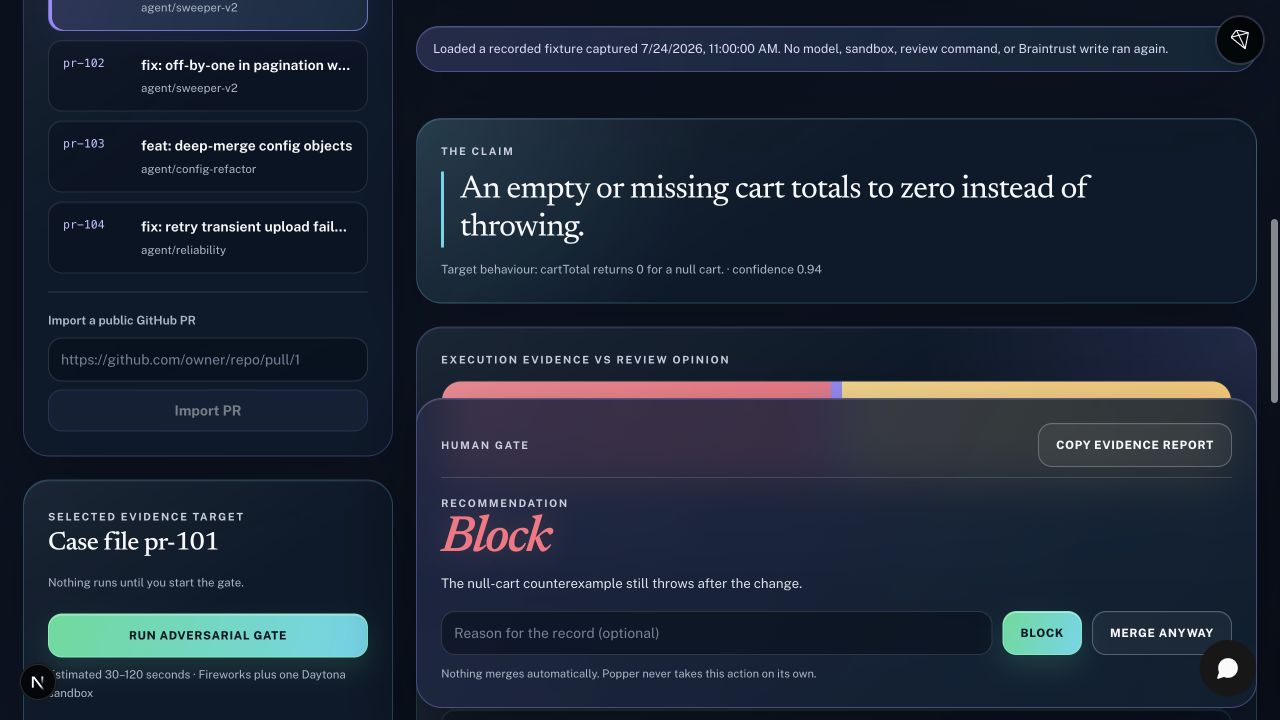 agent/sweeper-v2
pr-102
fix: off-by-one in pagination w...
agent/sweeper-v2
pr-103
feat: deep-merge config objects
agent/config-refactor
pr-104
fix: retry transient upload fail...
agent/reliability
Import a public GitHub PR
https://github.com/owner/repo/pull/1
Import PR
SELECTED EVIDENCE TARGET
Case file pr-101
Nothing runs until you start the gate.
RUN ADVERSARIAL GATE
Estimated 30–120 seconds · Fireworks plus one Daytona
sandbox
N
Loaded a recorded fixture captured 7/24/2026, 11:00:00 AM. No model, sandbox, review command, or Braintrust write ran again.
THE CLAIM
An empty or missing cart totals to zero instead of
throwing.
Target behaviour: cartTotal returns 0 for a null cart. · confidence 0.94
EXECUTION EVIDENCE VS REVIEW OPINION
HUMAN GATE
COPY EVIDENCE REPORT
RECOMMENDATION
Block
The null-cart counterexample still throws after the change.
Reason for the record (optional)
BLOCK
MERGE ANYWAY
Nothing merges automatically. Popper never takes this action on its own.